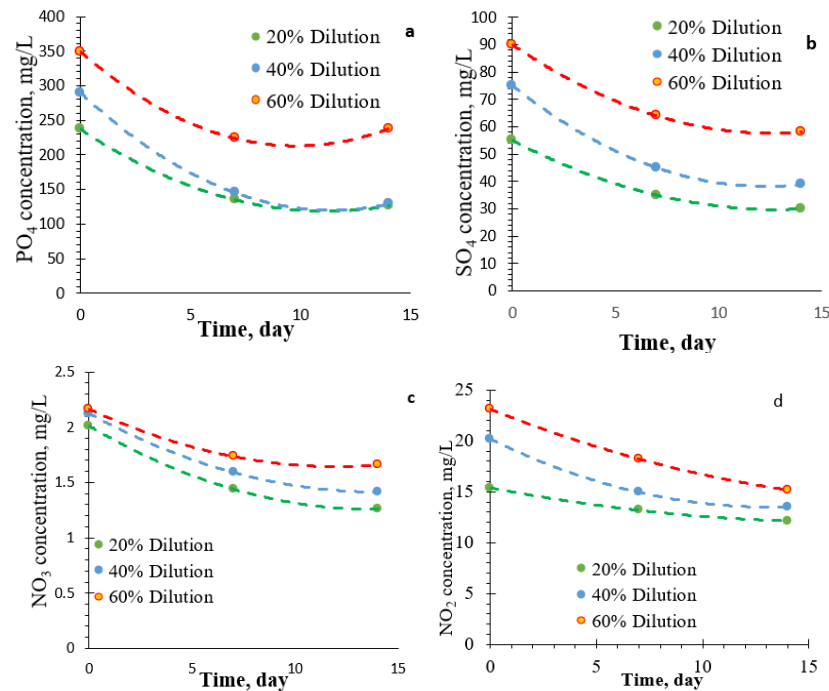 a
PO4 concentration, mg/L
400
350
300
250
200
150
100
50
0
20% Dilution
40% Dilution
60% Dilution
0
5
10
15
Time, day
b
SO4 concentration, mg/L
100
90
80
70
60
50
40
30
20
10
0
20% Dilution
40% Dilution
60% Dilution
0
5
10
15
Time, day
c
NO3 concentration, mg/L
2.5
2
1.5
1
0.5
0
20% Dilution
40% Dilution
60% Dilution
0
5
10
15
Time, day
d
NO2 concentration, mg/L
25
20
15
10
5
0
20% Dilution
40% Dilution
60% Dilution
0
5
10
15
Time, day